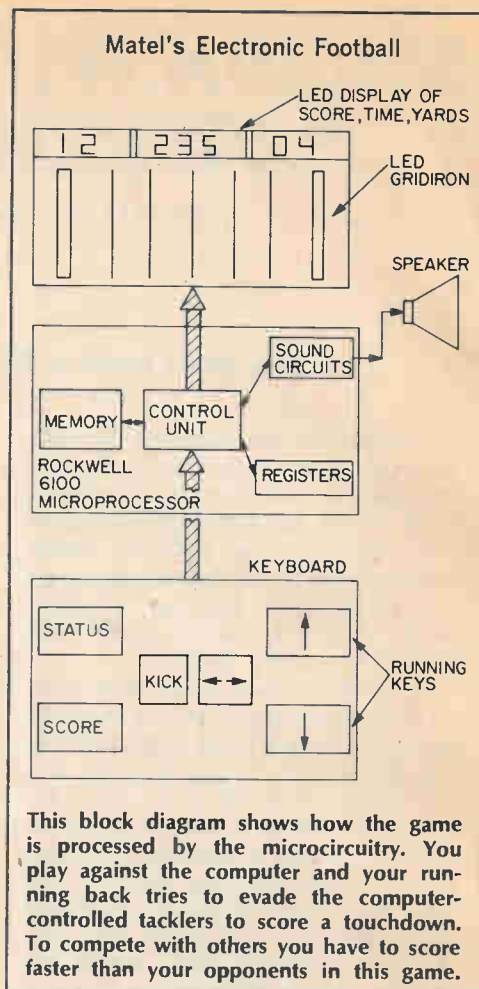 Matel's Electronic Football
LED DISPLAY OF
SCORE, TIME, YARDS
12 235 04
LED
GRIDIRON
SPEAKER
SOUND
CIRCUITS
MEMORY
CONTROL
UNIT
ROCKWELL
6100
MICROPROCESSOR
REGISTERS
KEYBOARD
STATUS
↑
KICK ↔
RUNNING
KEYS
SCORE
↓
This block diagram shows how the game
is processed by the microcircuitry. You
play against the computer and your run-
ning back tries to evade the computer-
controlled tacklers to score a touchdown.
To compete with others you have to score
faster than your opponents in this game.